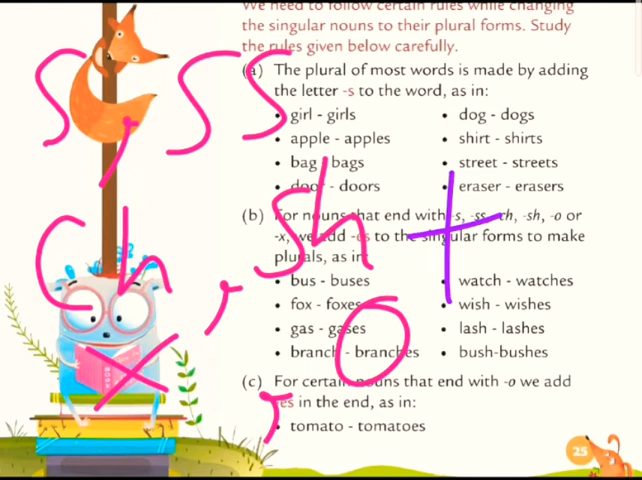 We need to follow certain rules while changing
the singular nouns to their plural forms. Study
the rules given below carefully.
(a) The plural of most words is made by adding
the letter -s to the word, as in:
• girl - girls • dog - dogs
• apple - apples • shirt - shirts
• bag - bags • street - streets
• door - doors • eraser - erasers
(b) For nouns that end with -s, -ss, -ch, -sh, -o or
-x, we add -es to the singular forms to make
plurals, as in:
• bus - buses • watch - watches
• fox - foxes • wish - wishes
• gas - gases • lash - lashes
• branch - branches • bush-bushes
(c) For certain nouns that end with -o we add
-es in the end, as in:
• tomato - tomatoes
25
s, ss
ch, sh +
x, o